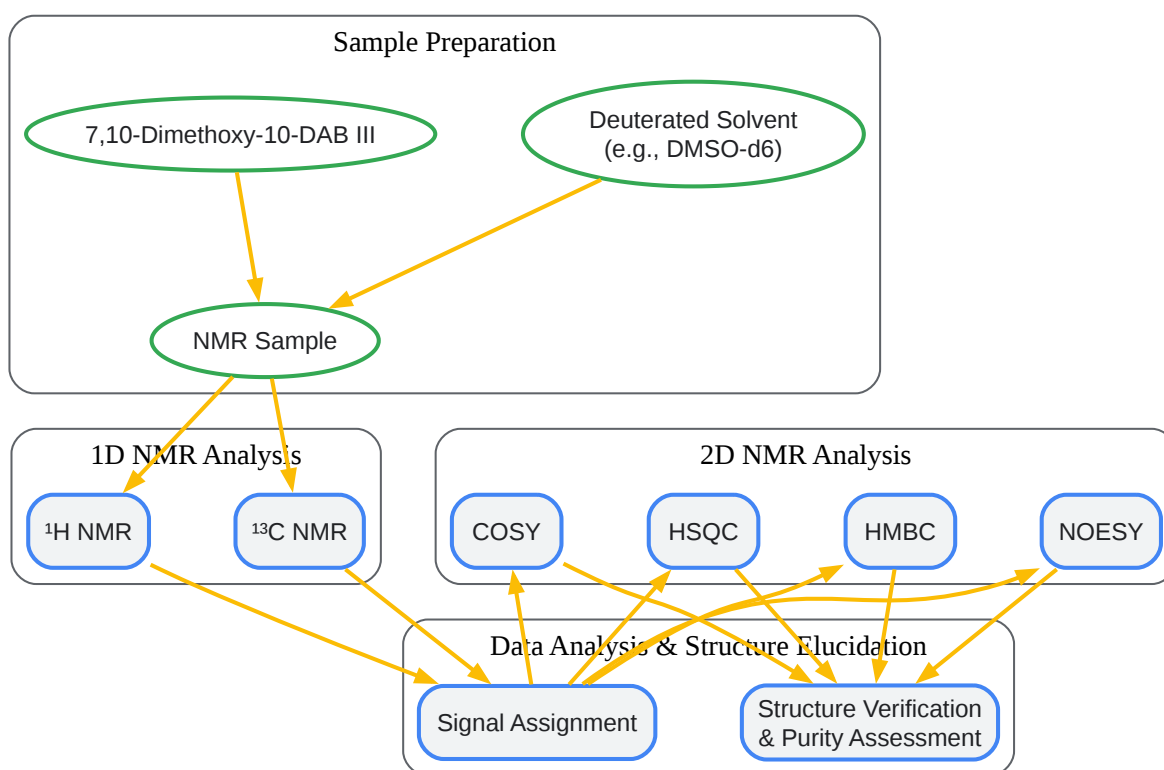 Sample Preparation
7,10-Dimethoxy-10-DAB III
Deuterated Solvent
(e.g., DMSO-d6)
NMR Sample
1D NMR Analysis
2D NMR Analysis
¹H NMR
¹³C NMR
COSY
HSQC
HMBC
NOESY
Data Analysis & Structure Elucidation
Signal Assignment
Structure Verification
& Purity Assessment